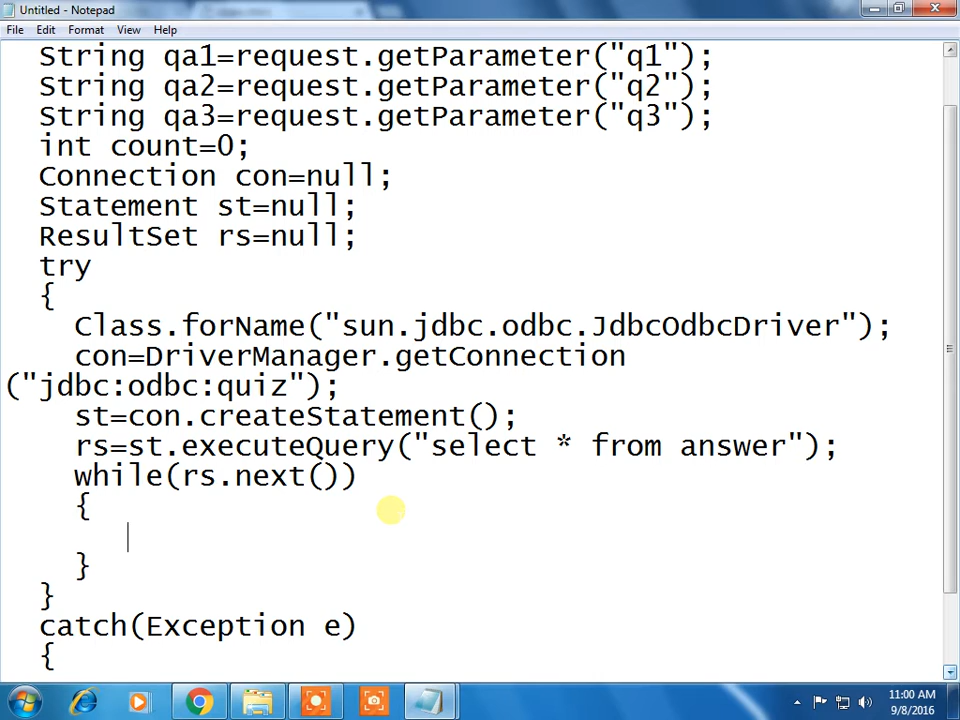 Untitled - Notepad
File Edit Format View Help
String qa1=request.getParameter("q1");
String qa2=request.getParameter("q2");
String qa3=request.getParameter("q3");
int count=0;
Connection con=null;
Statement st=null;
ResultSet rs=null;
try
{
Class.forName("sun.jdbc.odbc.JdbcOdbcDriver");
con=DriverManager.getConnection
("jdbc:odbc:quiz");
st=con.createStatement();
rs=st.executeQuery("select * from answer");
while(rs.next())
{
}
}
catch(Exception e)
{
11:00 AM
9/8/2016